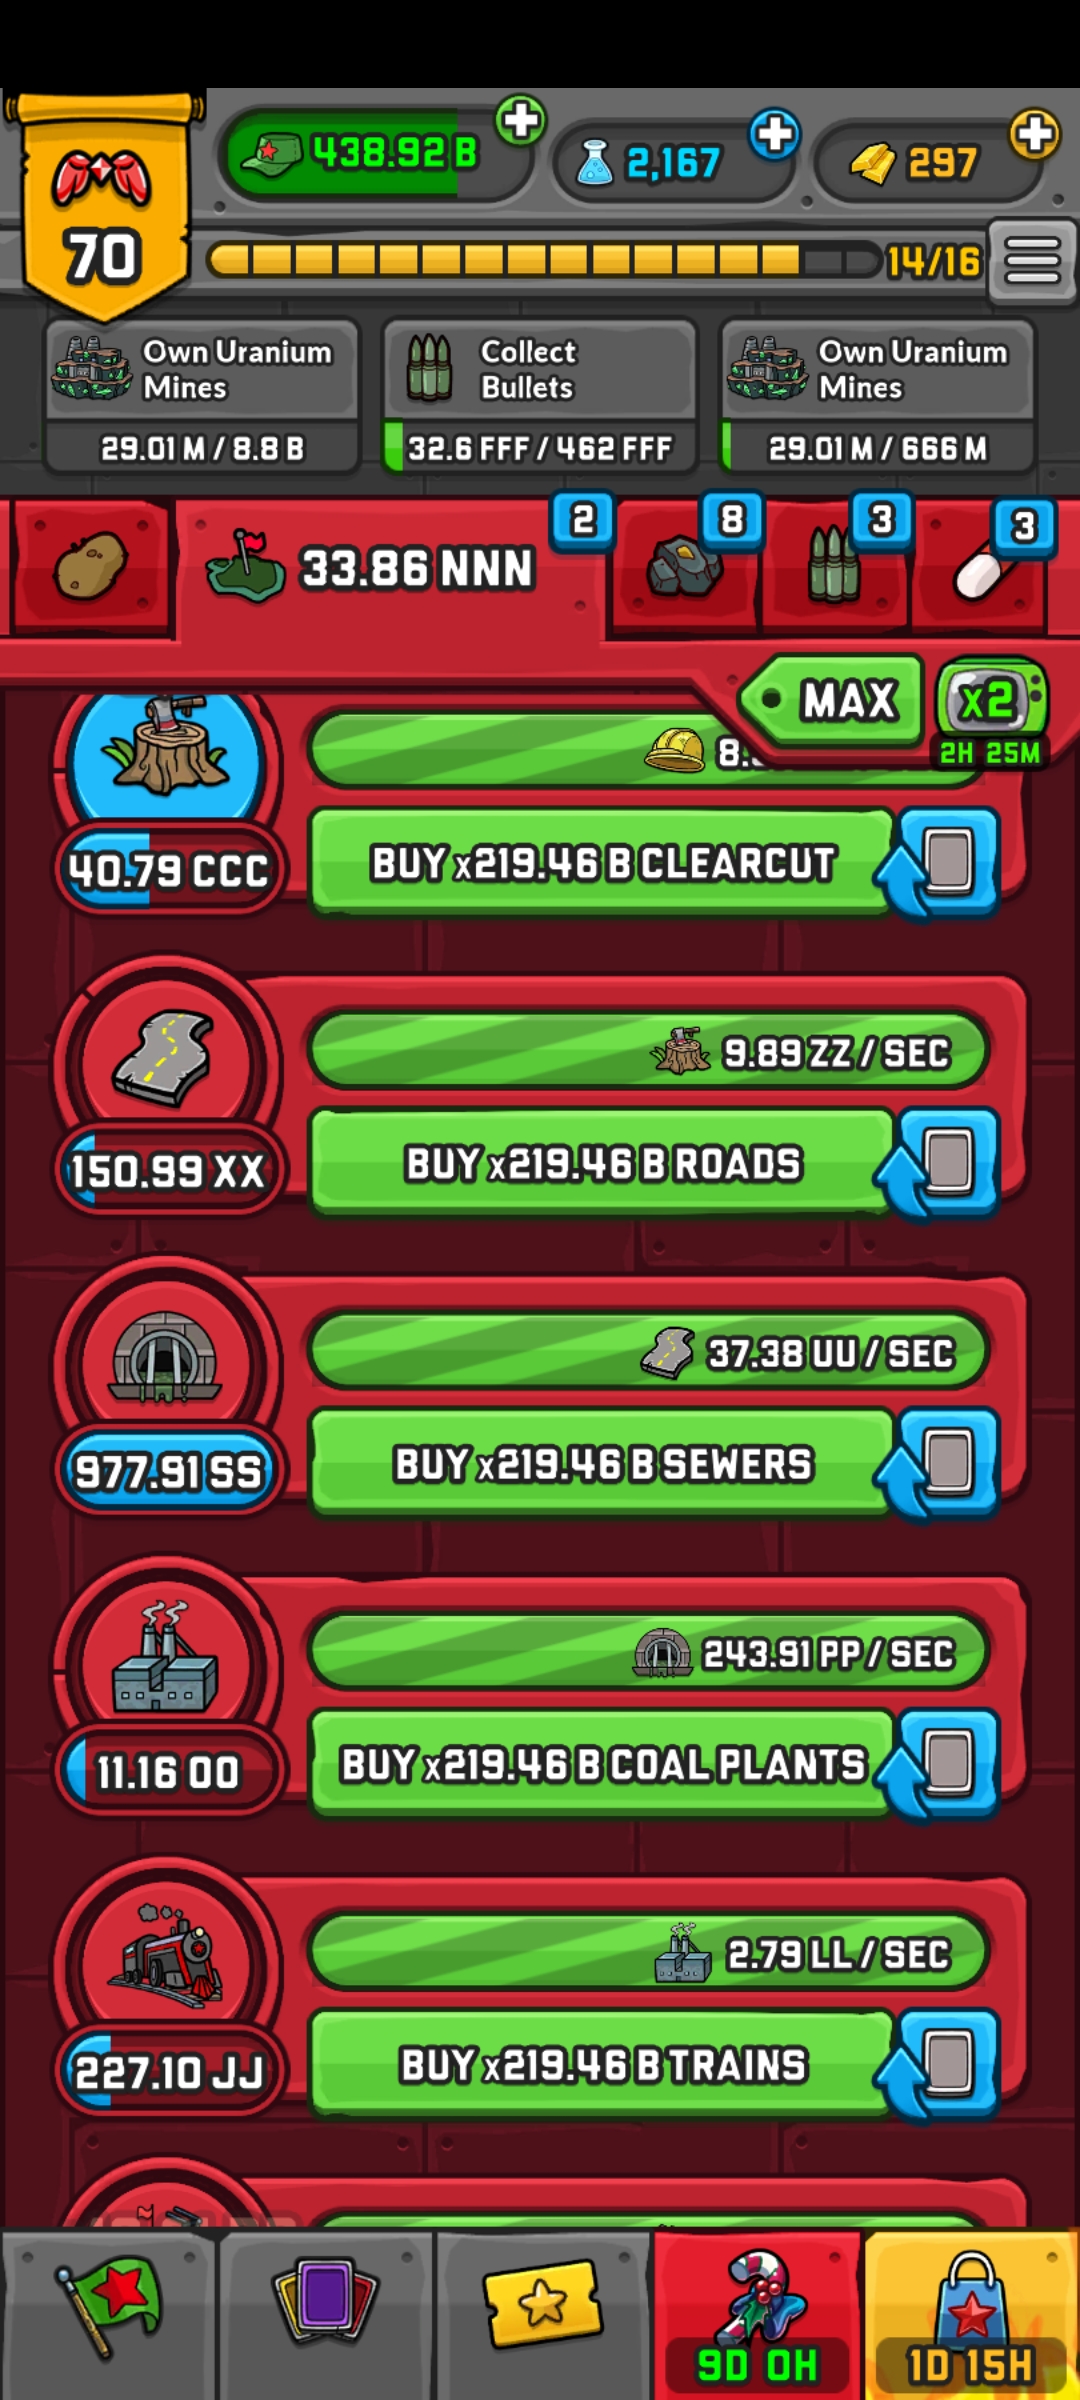 438.92 B
2,167
297
70
14/16
Own Uranium
Mines
29.01 M / 8.8 B
Collect
Bullets
32.6 FFF / 462 FFF
Own Uranium
Mines
29.01 M / 666 M
33.86 NNN
2
8
3
3
MAX
x2
2H 25M
8.
40.79 CCC
BUY x219.46 B CLEARCUT
9.89 ZZ / SEC
150.99 XX
BUY x219.46 B ROADS
37.38 UU / SEC
977.91 SS
BUY x219.46 B SEWERS
243.91 PP / SEC
11.16 OO
BUY x219.46 B COAL PLANTS
2.79 LL / SEC
227.10 JJ
BUY x219.46 B TRAINS
9D 0H
1D 15H